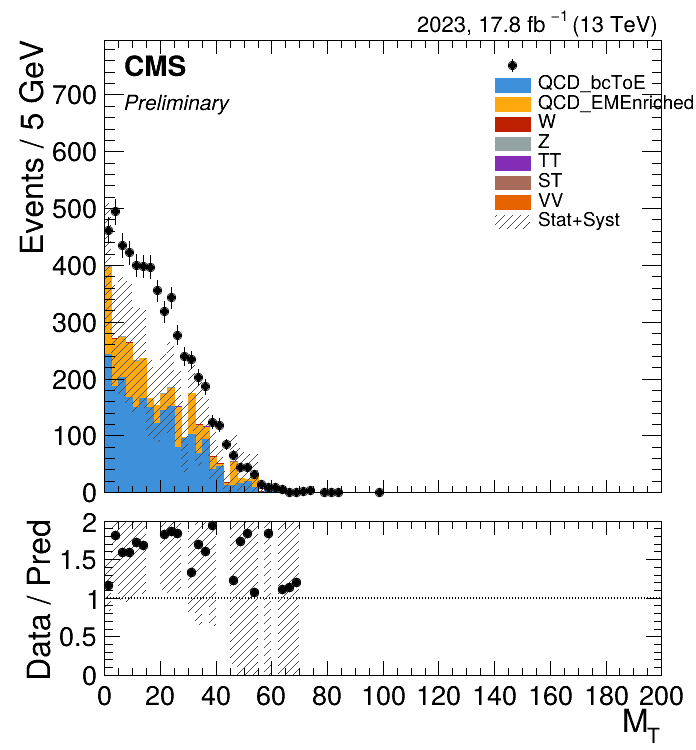 2023, 17.8 fb⁻¹ (13 TeV)
CMS
Preliminary
Events / 5 GeV
700
600
500
400
300
200
100
0
QCD_bcToE
QCD_EMEnriched
W
Z
TT
ST
VV
Stat+Syst
Data / Pred
2
1.5
1
0.5
0
0 20 40 60 80 100 120 140 160 180 200
M_T